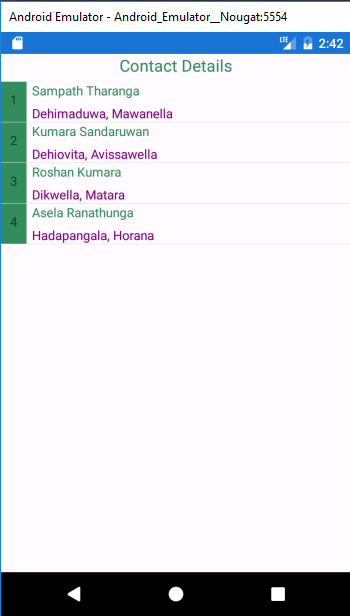 Android Emulator - Android_Emulator__Nougat:5554
LTE 2:42
Contact Details
1 Sampath Tharanga
Dehimaduwa, Mawanella
2 Kumara Sandaruwan
Dehiovita, Avissawella
3 Roshan Kumara
Dikwella, Matara
4 Asela Ranathunga
Hadapangala, Horana